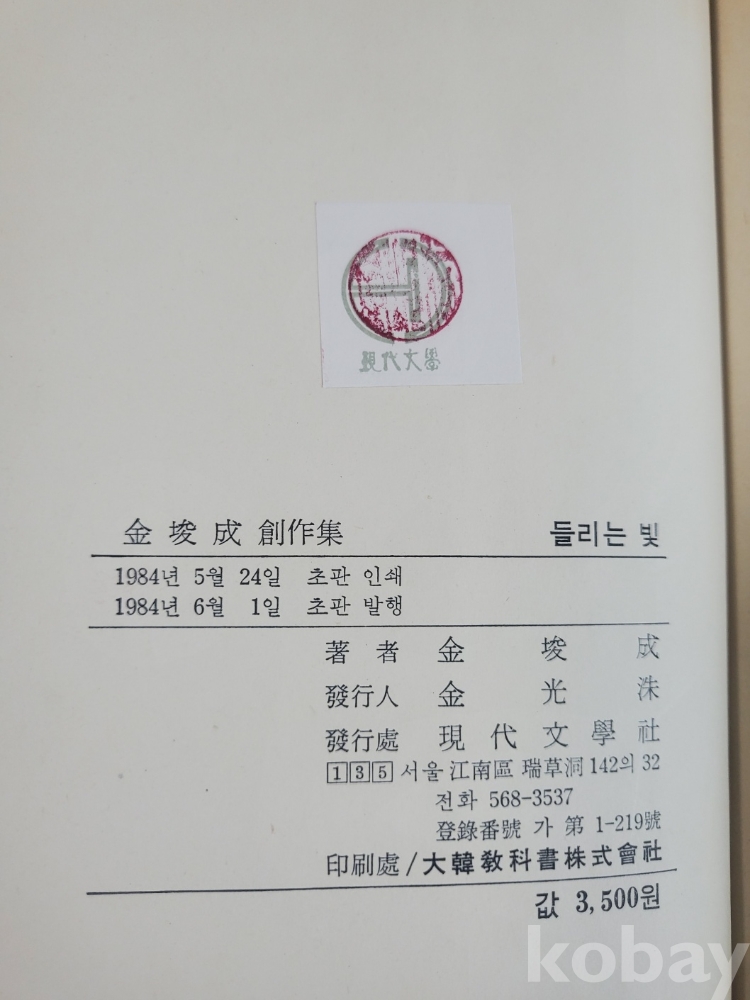 現代文學
金埈成 創作集 들리는 빛
1984년 5월 24일 초판 인쇄
1984년 6월 1일 초판 발행
著者 金埈成
發行人 金光洙
發行處 現代文學社
135 서울 江南區 瑞草洞 142의 32
전화 568-3537
登錄番號 가 第 1-219號
印刷處/大韓敎科書株式會社
값 3,500원
kobay